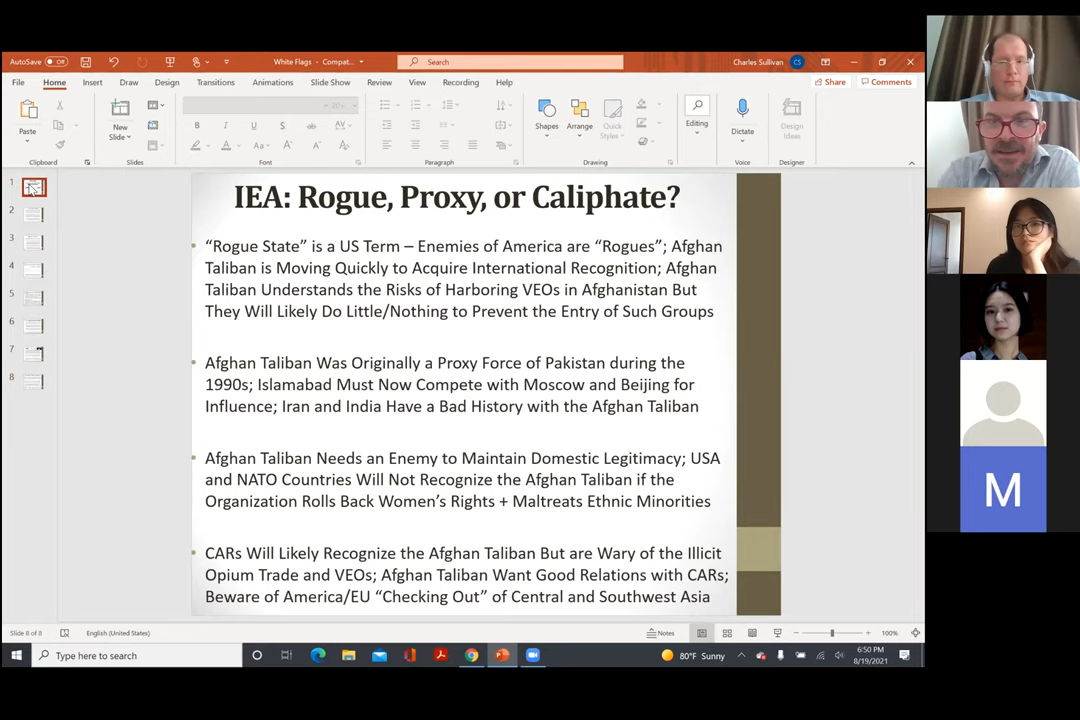 AutoSave Off White Flags - Compat... Search Charles Sullivan CS
File Home Insert Draw Design Transitions Animations Slide Show Review View Recording Help Share Comments
Paste New Slide Shapes Arrange Quick Styles Editing Dictate Design Ideas
Clipboard Slides Font Paragraph Drawing Voice Designer
1
2
3
4
5
6
7
8
IEA: Rogue, Proxy, or Caliphate?
• “Rogue State” is a US Term – Enemies of America are “Rogues”; Afghan
Taliban is Moving Quickly to Acquire International Recognition; Afghan
Taliban Understands the Risks of Harboring VEOs in Afghanistan But
They Will Likely Do Little/Nothing to Prevent the Entry of Such Groups
• Afghan Taliban Was Originally a Proxy Force of Pakistan during the
1990s; Islamabad Must Now Compete with Moscow and Beijing for
Influence; Iran and India Have a Bad History with the Afghan Taliban
• Afghan Taliban Needs an Enemy to Maintain Domestic Legitimacy; USA
and NATO Countries Will Not Recognize the Afghan Taliban if the
Organization Rolls Back Women’s Rights + Maltreats Ethnic Minorities
• CARs Will Likely Recognize the Afghan Taliban But are Wary of the Illicit
Opium Trade and VEOs; Afghan Taliban Want Good Relations with CARs;
Beware of America/EU “Checking Out” of Central and Southwest Asia
M
Slide 8 of 8 English (United States) Notes 100%
Type here to search 80°F Sunny 6:50 PM
8/19/2021